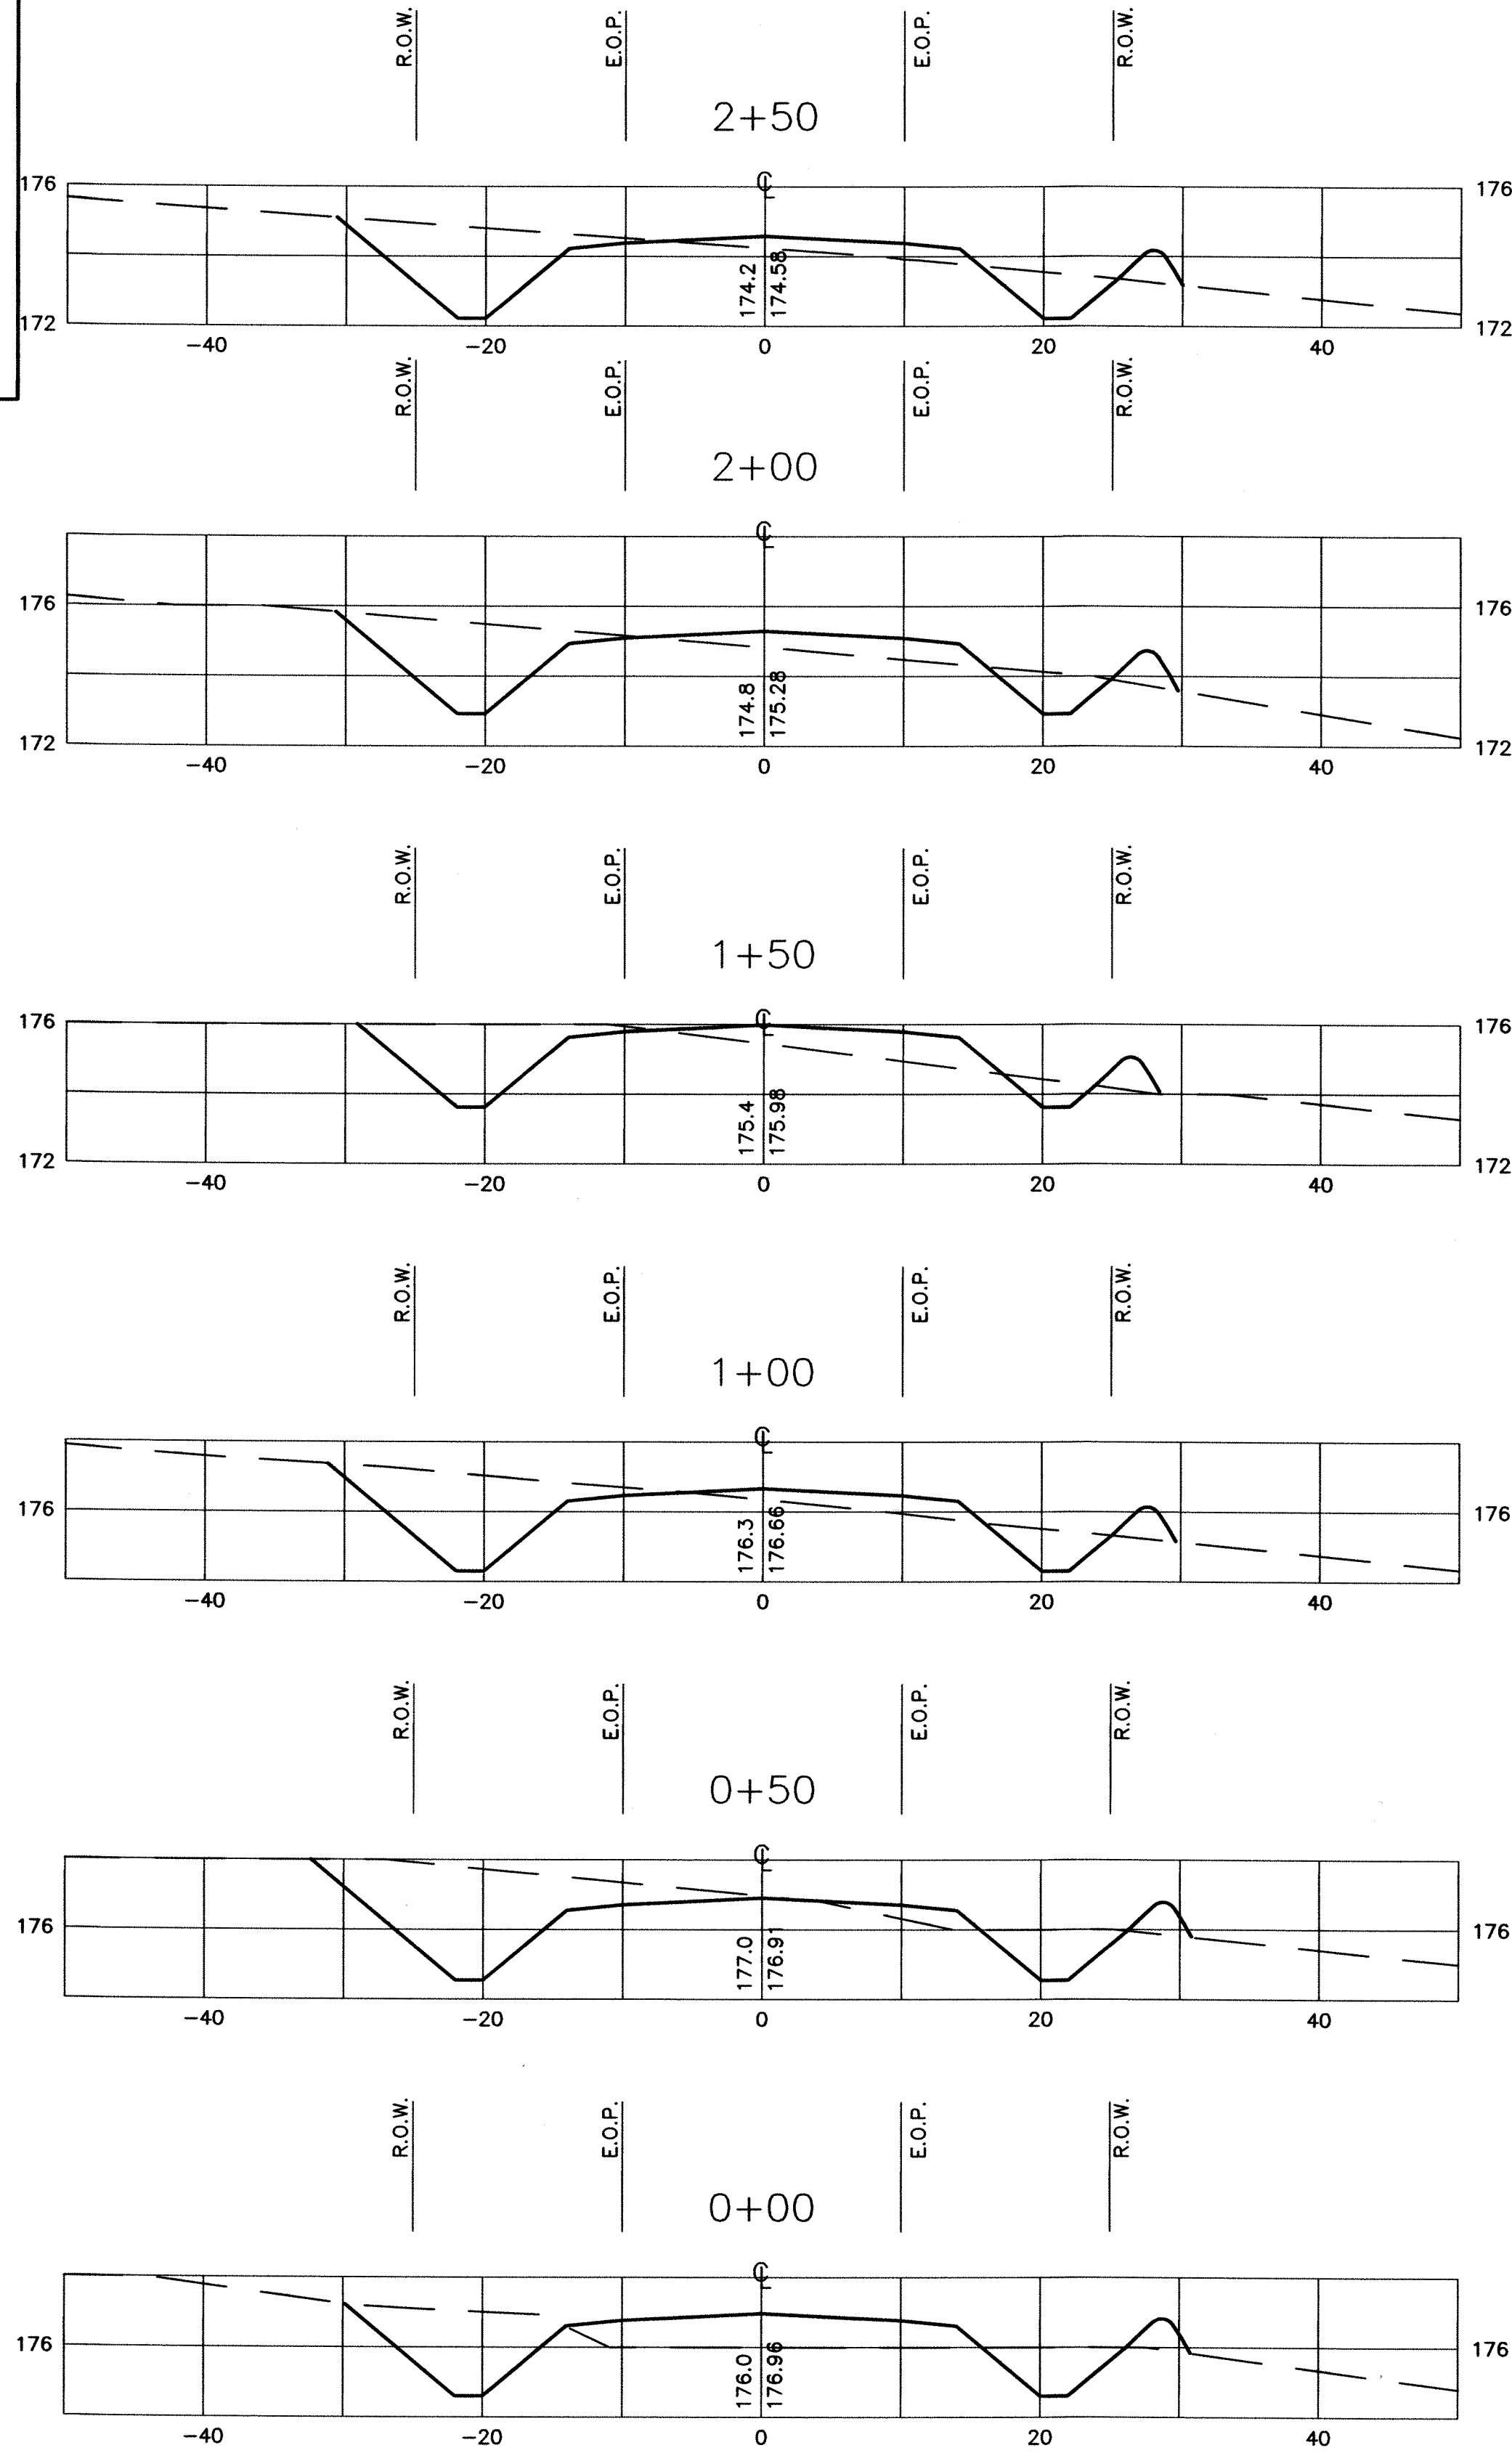 R.O.W. E.O.P. E.O.P. R.O.W.
2+50
176 ℄ 176
174.2 174.58
172 172
-40 -20 0 20 40
R.O.W. E.O.P. E.O.P. R.O.W.
2+00
℄
176 176
174.8 175.28
172 172
-40 -20 0 20 40
R.O.W. E.O.P. E.O.P. R.O.W.
1+50
176 ℄ 176
175.4 175.98
172 172
-40 -20 0 20 40
R.O.W. E.O.P. E.O.P. R.O.W.
1+00
℄
176 176
176.3 176.66
-40 -20 0 20 40
R.O.W. E.O.P. E.O.P. R.O.W.
0+50
℄
176 176
177.0 176.91
-40 -20 0 20 40
R.O.W. E.O.P. E.O.P. R.O.W.
0+00
℄
176 176
176.0 176.96
-40 -20 0 20 40